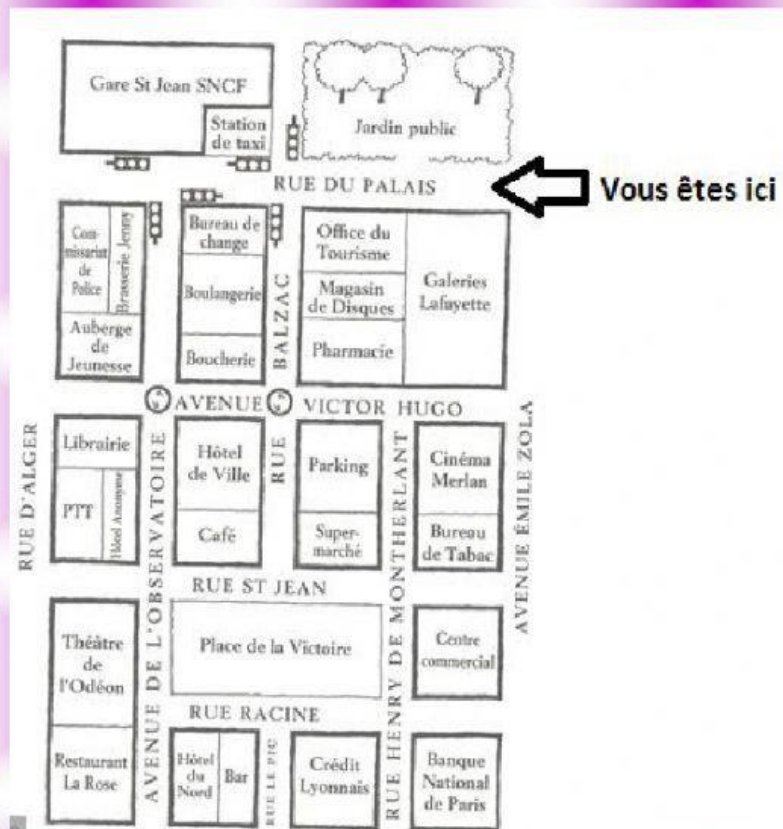 Gare St Jean SNCF
Station
de taxi
Jardin public
RUE DU PALAIS
Vous êtes ici
Com-
missariat
de
Police
Brasserie Jenny
Auberge
de
Jeunesse
Bureau de
change
Boulangerie
Boucherie
BALZAC
Office du
Tourisme
Magasin
de Disques
Pharmacie
Galeries
Lafayette
AVENUE VICTOR HUGO
RUE D'ALGER
Librairie
PTT
Hôtel Anonyme
AVENUE DE L'OBSERVATOIRE
Hôtel
de Ville
Café
RUE
Parking
Super-
marché
RUE HENRY DE MONTHERLANT
Cinéma
Merlan
Bureau
de Tabac
AVENUE ÉMILE ZOLA
RUE ST JEAN
Théâtre
de
l'Odéon
Place de la Victoire
Centre
commercial
RUE RACINE
Restaurant
La Rose
Hôtel
du
Nord
Bar
RUE LE PIC
Crédit
Lyonnais
Banque
National
de Paris